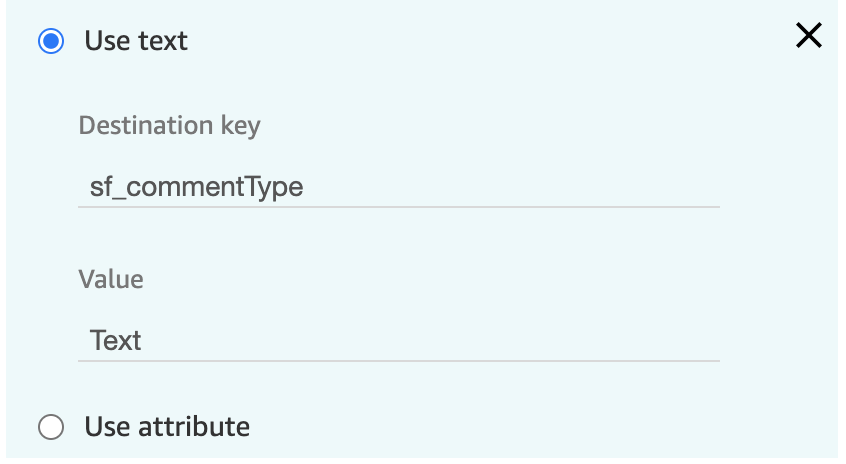 Use text
Destination key
sf_commentType
Value
Text
Use attribute